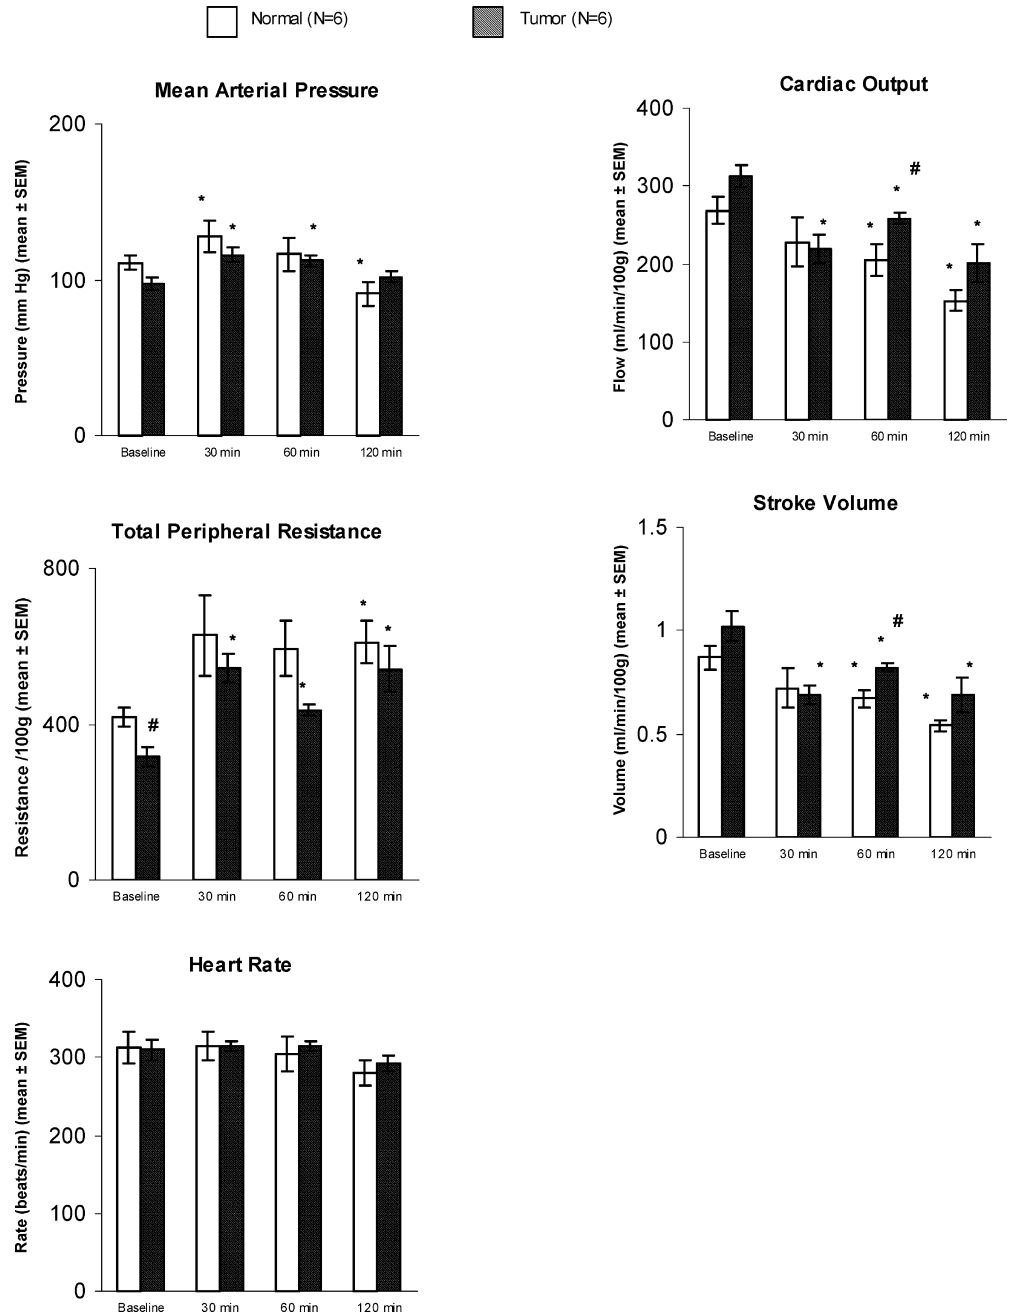 Normal (N=6)
Tumor (N=6)
Mean Arterial Pressure
Pressure (mm Hg) (mean ± SEM)
200
100
0
*
*
*
*
Baseline
30 min
60 min
120 min
Cardiac Output
Flow (ml/min/100g) (mean ± SEM)
400
300
200
100
0
*
*
*
#
*
*
Baseline
30 min
60 min
120 min
Total Peripheral Resistance
Resistance /100g (mean ± SEM)
800
400
0
#
*
*
*
*
Baseline
30 min
60 min
120 min
Stroke Volume
Volume (ml/min/100g) (mean ± SEM)
1.5
1
0.5
0
*
*
*
#
*
*
Baseline
30 min
60 min
120 min
Heart Rate
Rate (beats/min) (mean ± SEM)
400
300
200
100
0
Baseline
30 min
60 min
120 min